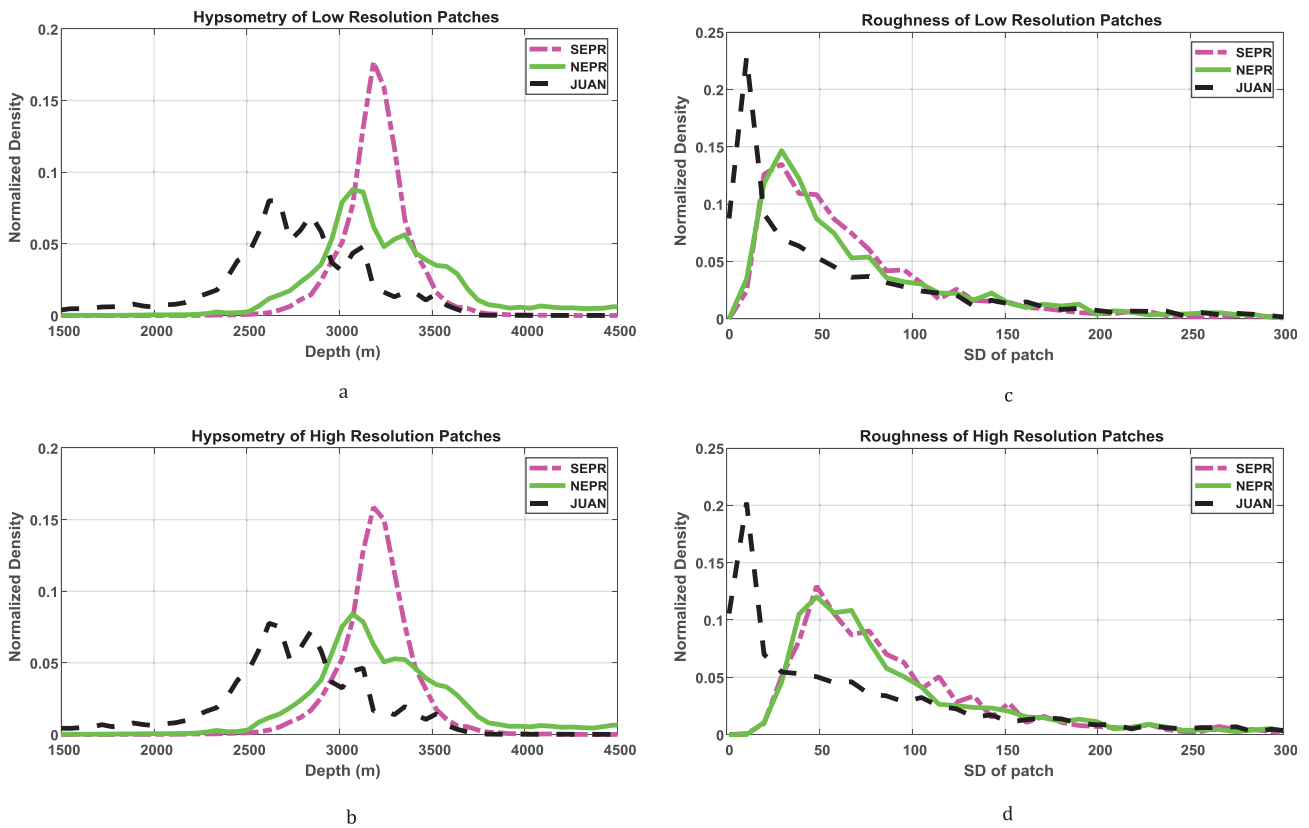 Hypsometry of Low Resolution Patches
0.2
0.15
0.1
0.05
0
Normalized Density
SEPR
NEPR
JUAN
1500 2000 2500 3000 3500 4000 4500
Depth (m)
a
Roughness of Low Resolution Patches
0.25
0.2
0.15
0.1
0.05
0
Normalized Density
SEPR
NEPR
JUAN
0 50 100 150 200 250 300
SD of patch
c
Hypsometry of High Resolution Patches
0.2
0.15
0.1
0.05
0
Normalized Density
SEPR
NEPR
JUAN
1500 2000 2500 3000 3500 4000 4500
Depth (m)
b
Roughness of High Resolution Patches
0.25
0.2
0.15
0.1
0.05
0
Normalized Density
SEPR
NEPR
JUAN
0 50 100 150 200 250 300
SD of patch
d